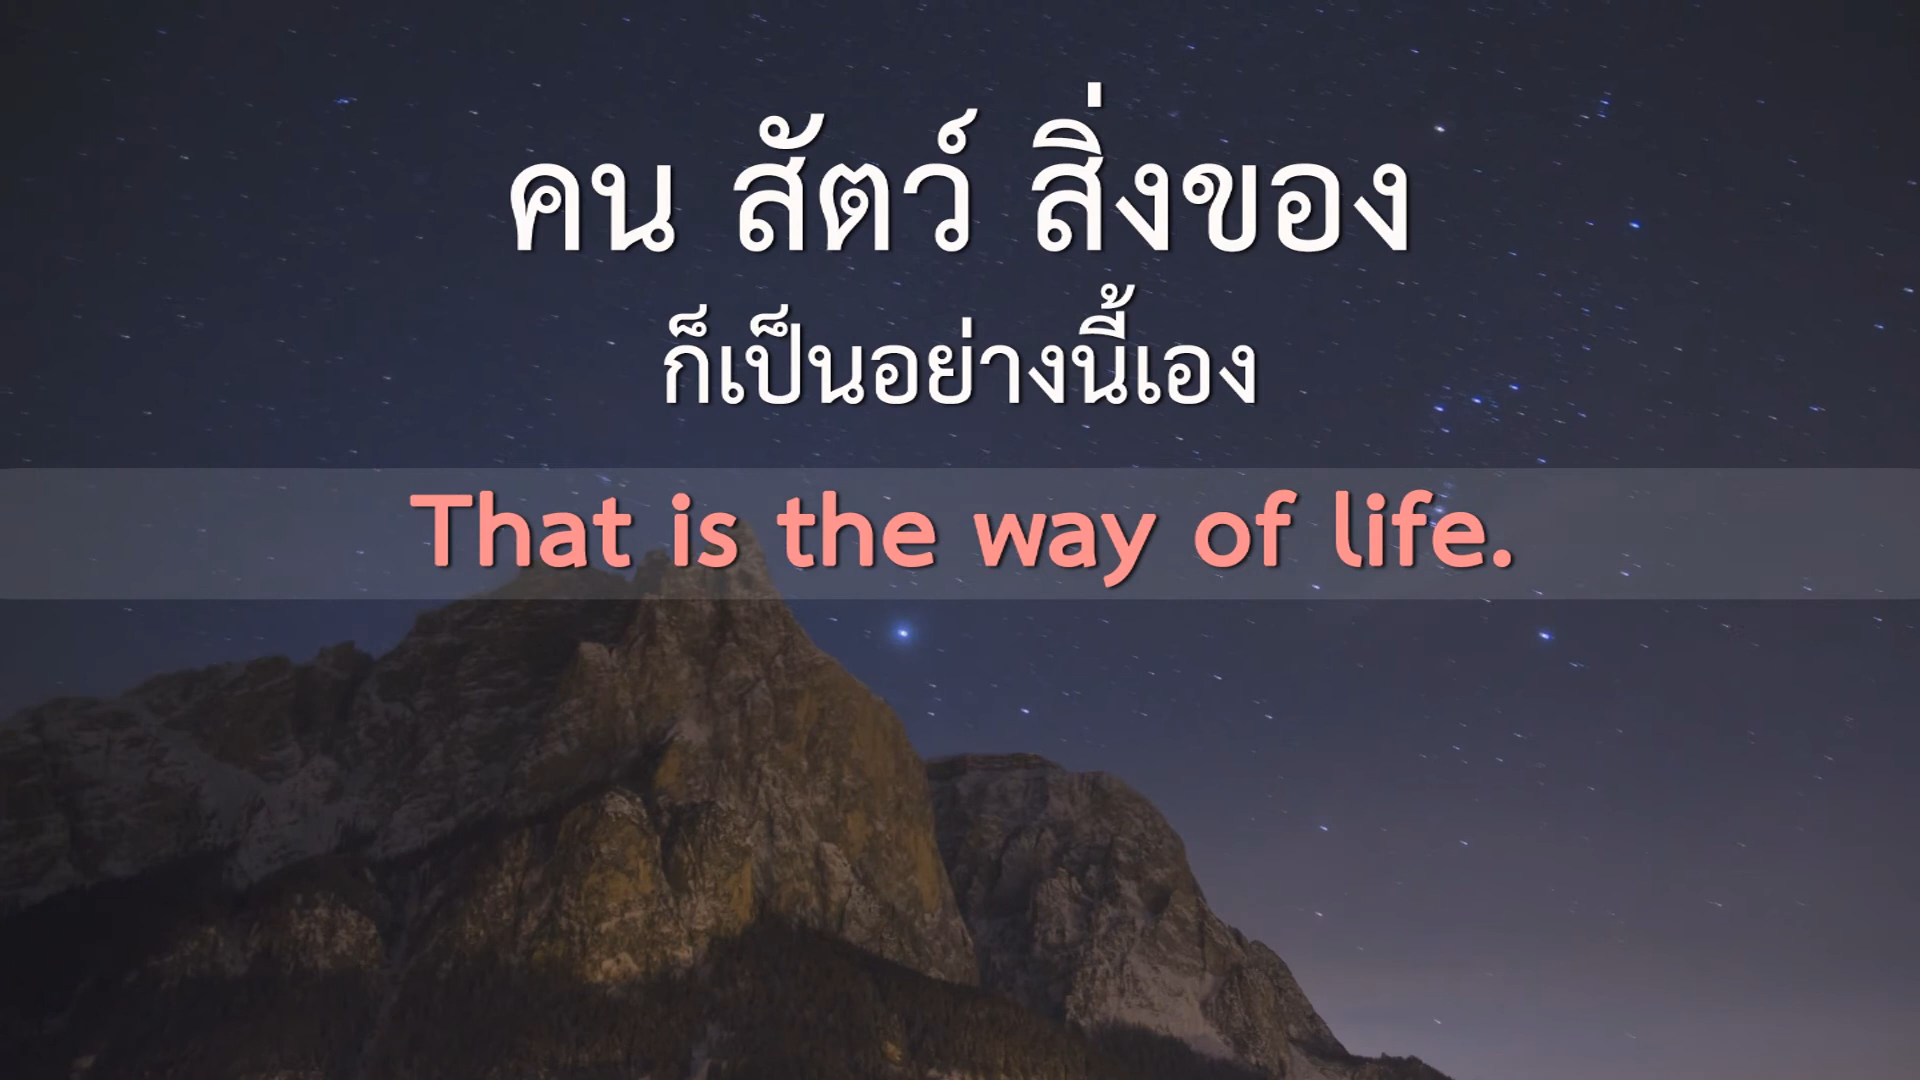 คน สัตว์ สิ่งของ
ก็เป็นอย่างนี้เอง
That is the way of life.